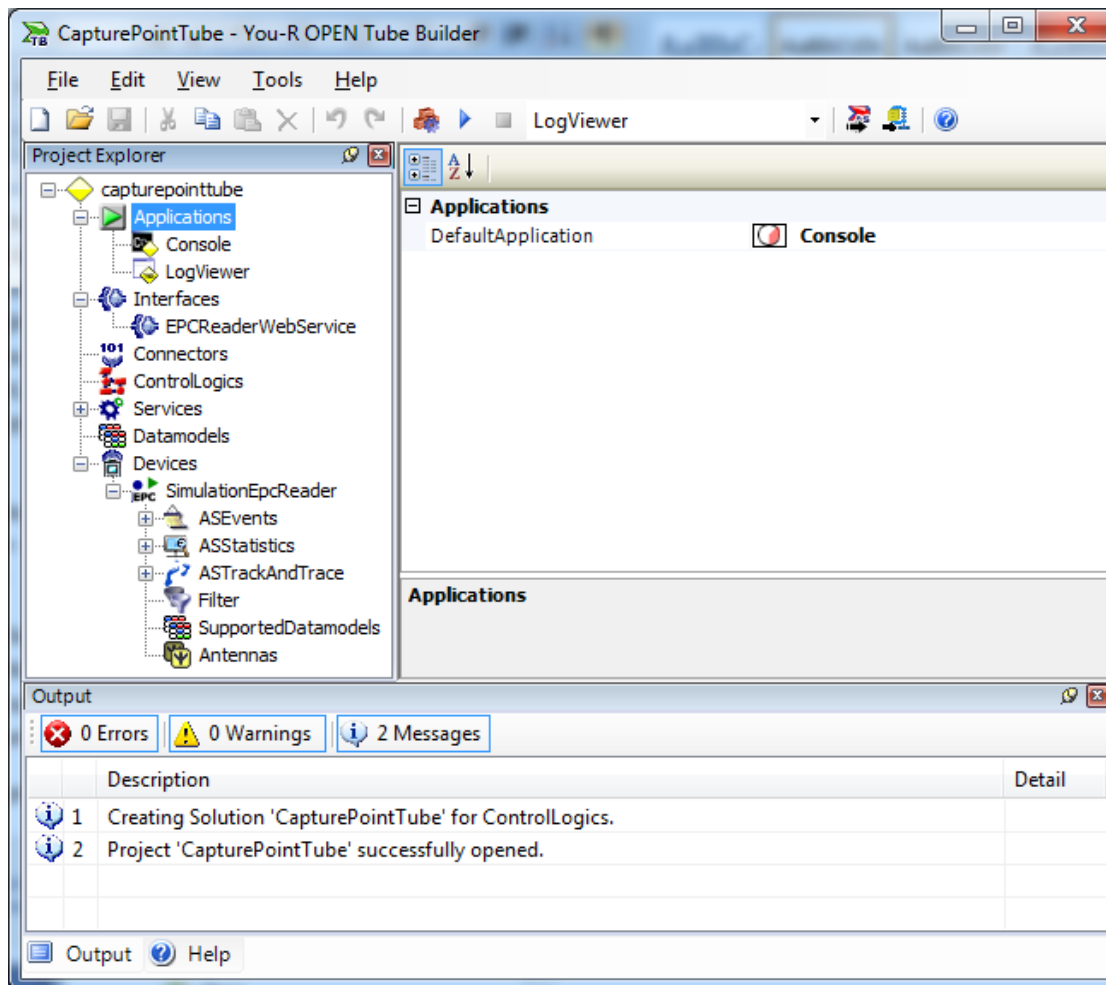 CapturePointTube - You-R OPEN Tube Builder
File Edit View Tools Help
LogViewer
Project Explorer
capturepointtube
Applications
Console
LogViewer
Interfaces
EPCReaderWebService
Connectors
ControlLogics
Services
Datamodels
Devices
SimulationEpcReader
ASEvents
ASStatistics
ASTrackAndTrace
Filter
SupportedDatamodels
Antennas
Applications
DefaultApplication Console
Applications
Output
0 Errors 0 Warnings 2 Messages
Description Detail
1 Creating Solution 'CapturePointTube' for ControlLogics.
2 Project 'CapturePointTube' successfully opened.
Output Help